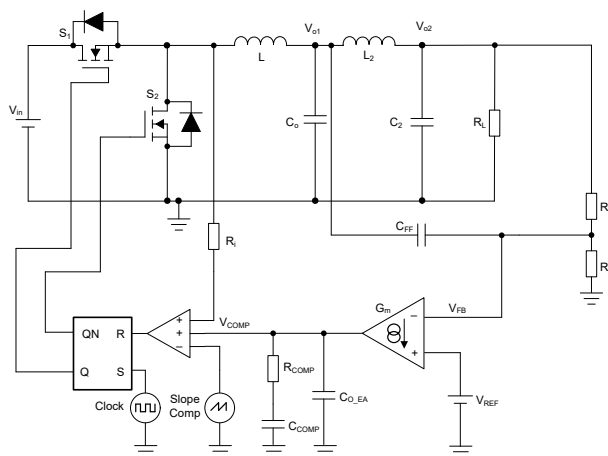 S1
Vo1
Vo2
L
L2
S2
Vin
Co
C2
RL
R
CFF
Ri
R
Gm
VFB
QN
R
VCOMP
Q
S
RCOMP
CO_EA
VREF
Clock
Slope
Comp
CCOMP
+
+
−
−
+